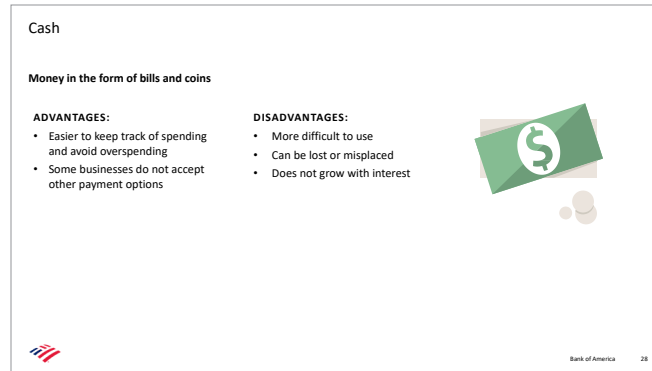 Cash
Money in the form of bills and coins
ADVANTAGES:
• Easier to keep track of spending
and avoid overspending
• Some businesses do not accept
other payment options
DISADVANTAGES:
• More difficult to use
• Can be lost or misplaced
• Does not grow with interest
$
Bank of America 28